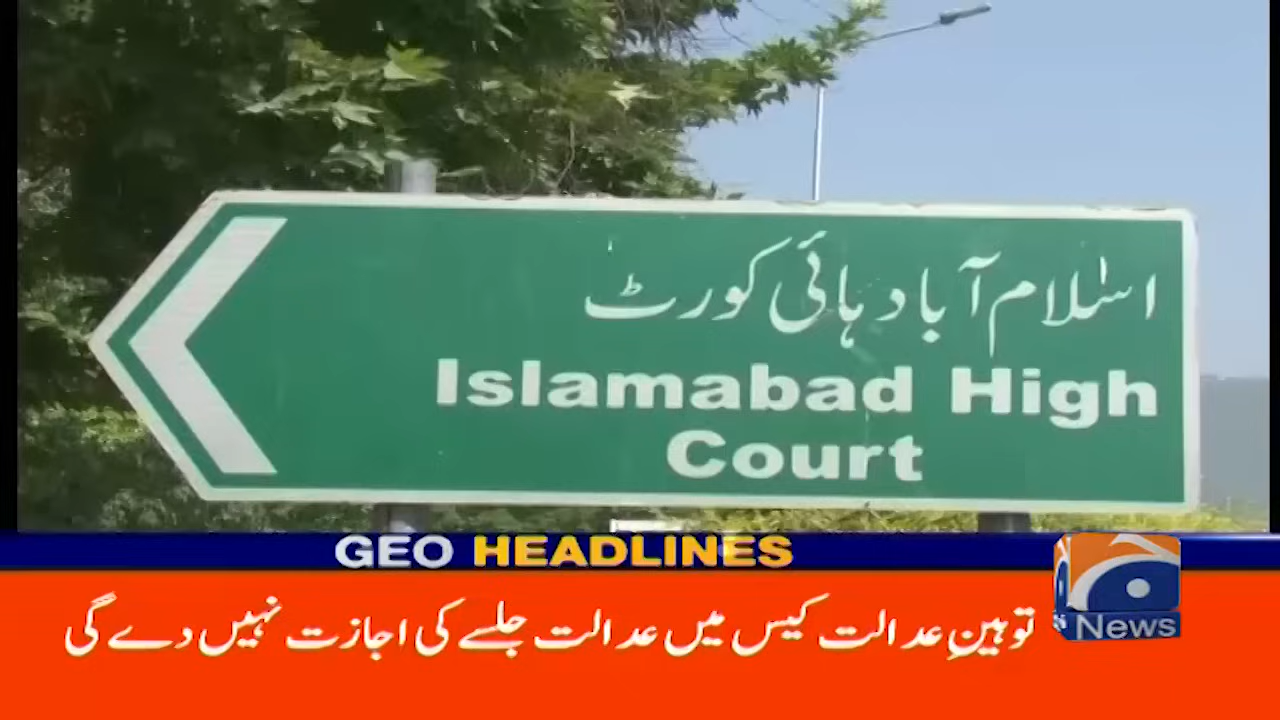 اسلام آباد ہائی کورٹ
Islamabad High
Court
GEO HEADLINES
News
توہینِ عدالت کیس میں عدالت جلسے کی اجازت نہیں دے گی